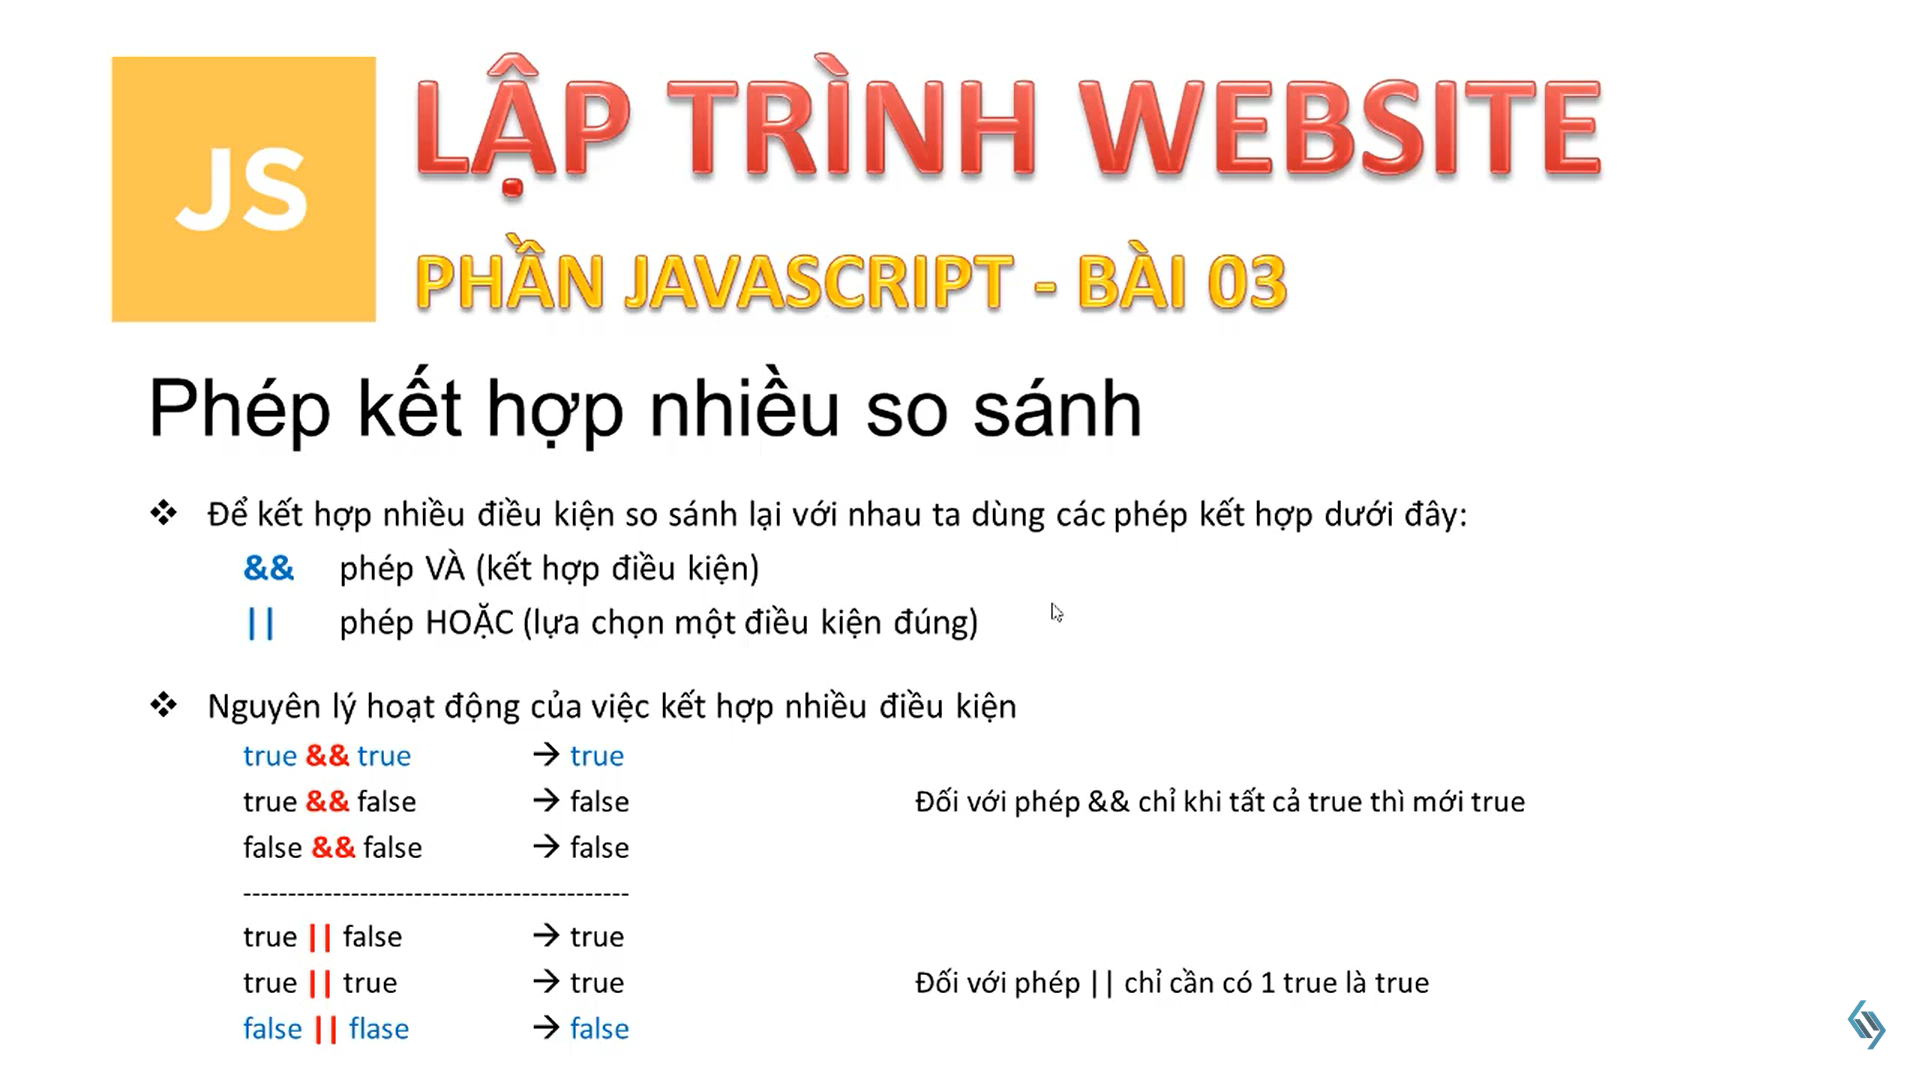 JS
LẬP TRÌNH WEBSITE
PHẦN JAVASCRIPT - BÀI 03
Phép kết hợp nhiều so sánh
❖ Để kết hợp nhiều điều kiện so sánh lại với nhau ta dùng các phép kết hợp dưới đây:
&& phép VÀ (kết hợp điều kiện)
|| phép HOẶC (lựa chọn một điều kiện đúng)
❖ Nguyên lý hoạt động của việc kết hợp nhiều điều kiện
true && true → true
true && false → false Đối với phép && chỉ khi tất cả true thì mới true
false && false → false
-------------------------------------------
true || false → true
true || true → true Đối với phép || chỉ cần có 1 true là true
false || flase → false